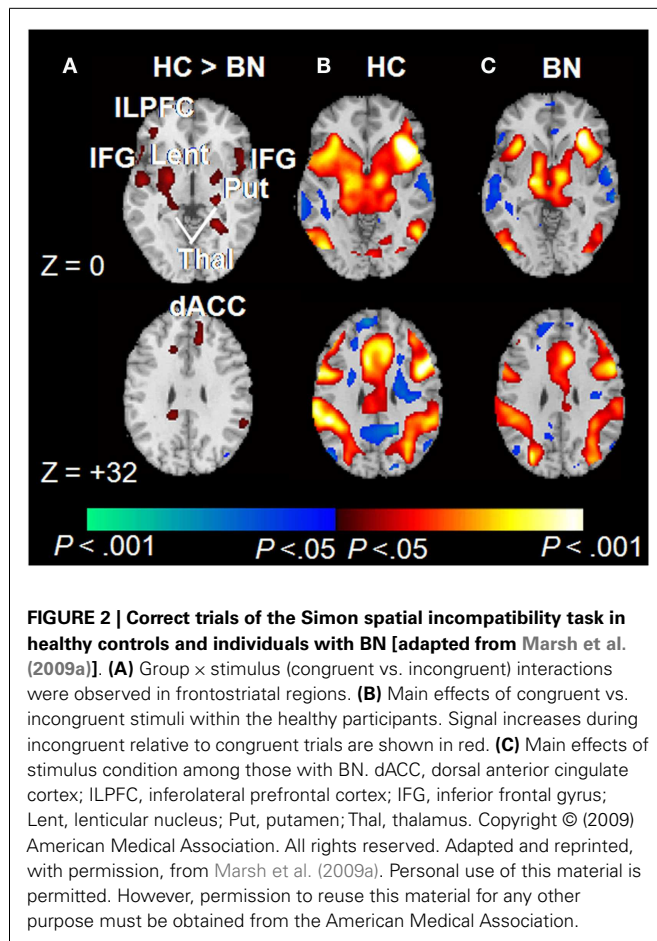 A HC > BN B HC C BN
ILPFC
IFG Lent IFG
Put
Thal
Z = 0
dACC
Z = +32
P < .001 P <.05 P <.05 P < .001
FIGURE 2 | Correct trials of the Simon spatial incompatibility task in
healthy controls and individuals with BN [adapted from Marsh et al.
(2009a)]. (A) Group × stimulus (congruent vs. incongruent) interactions
were observed in frontostriatal regions. (B) Main effects of congruent vs.
incongruent stimuli within the healthy participants. Signal increases during
incongruent relative to congruent trials are shown in red. (C) Main effects of
stimulus condition among those with BN. dACC, dorsal anterior cingulate
cortex; ILPFC, inferolateral prefrontal cortex; IFG, inferior frontal gyrus;
Lent, lenticular nucleus; Put, putamen; Thal, thalamus. Copyright © (2009)
American Medical Association. All rights reserved. Adapted and reprinted,
with permission, from Marsh et al. (2009a). Personal use of this material is
permitted. However, permission to reuse this material for any other
purpose must be obtained from the American Medical Association.